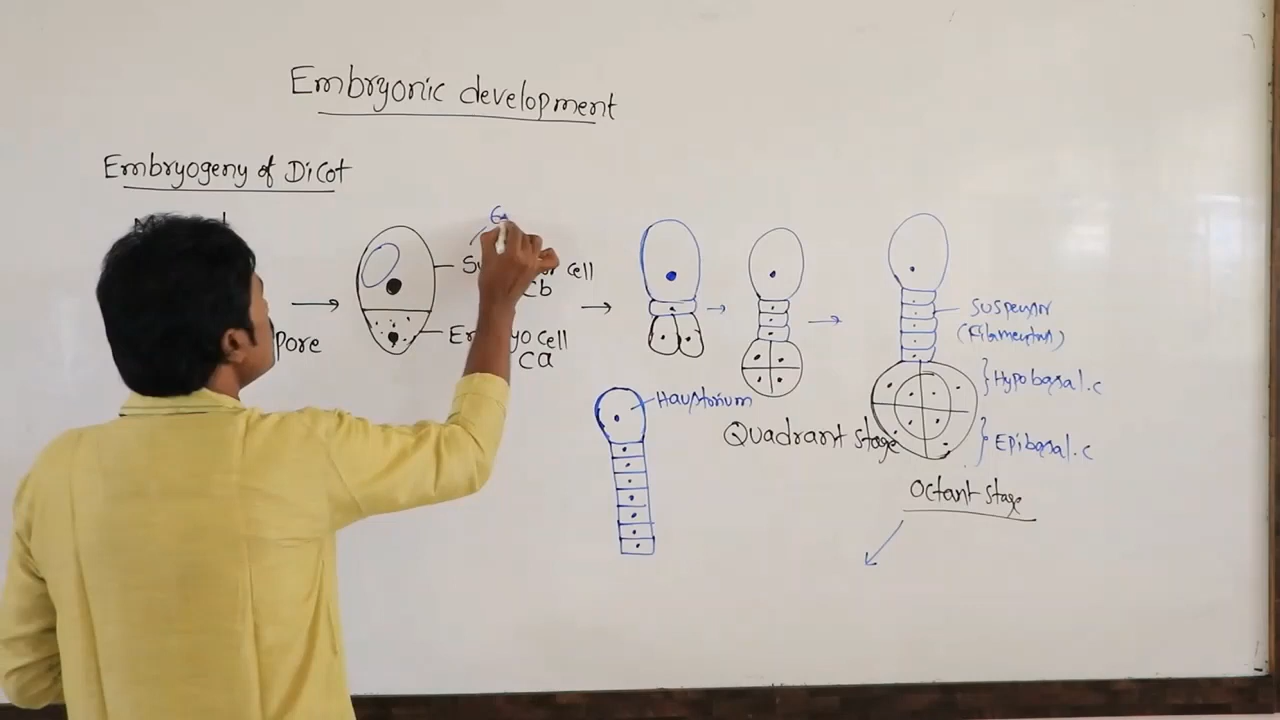 Embryonic development
Embryogeny of Dicot
cell
Cb
cell
Ca
pore
Suspensor
(Filamentous)
}Hypobasal.c
}Epibasal.c
Haustorium
Quadrant stage
Octant stage